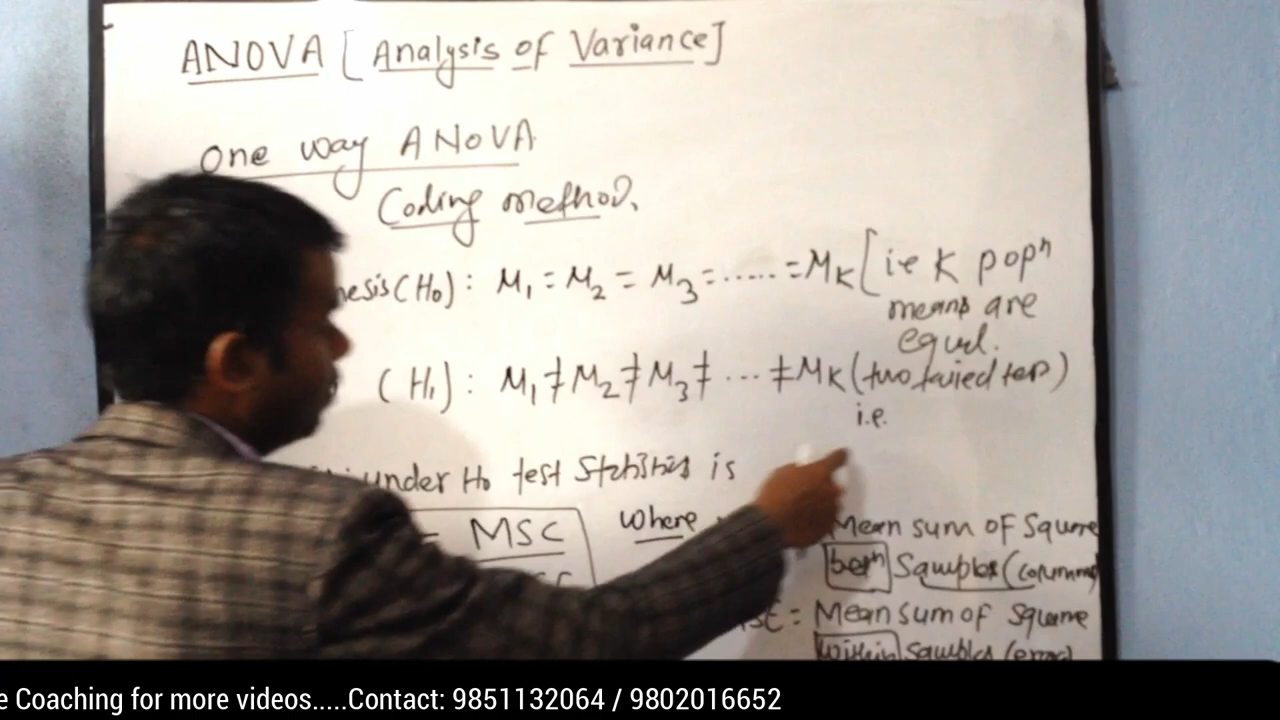 ANOVA [Analysis of Variance]
One way ANOVA
Coding method.
nesis (H₀) : M₁ = M₂ = M₃ = ...... = MK [i.e K popⁿ
means are
equal.
(H₁) : M₁ ≠ M₂ ≠ M₃ ≠ ... ≠ MK (two tailed test)
i.e.
under H₀ test Statistics is
= MSC where Mean sum of Square
betⁿ Samples (columns)
MSE = Mean sum of Square
within Samples (error)
e Coaching for more videos.....Contact: 9851132064 / 9802016652